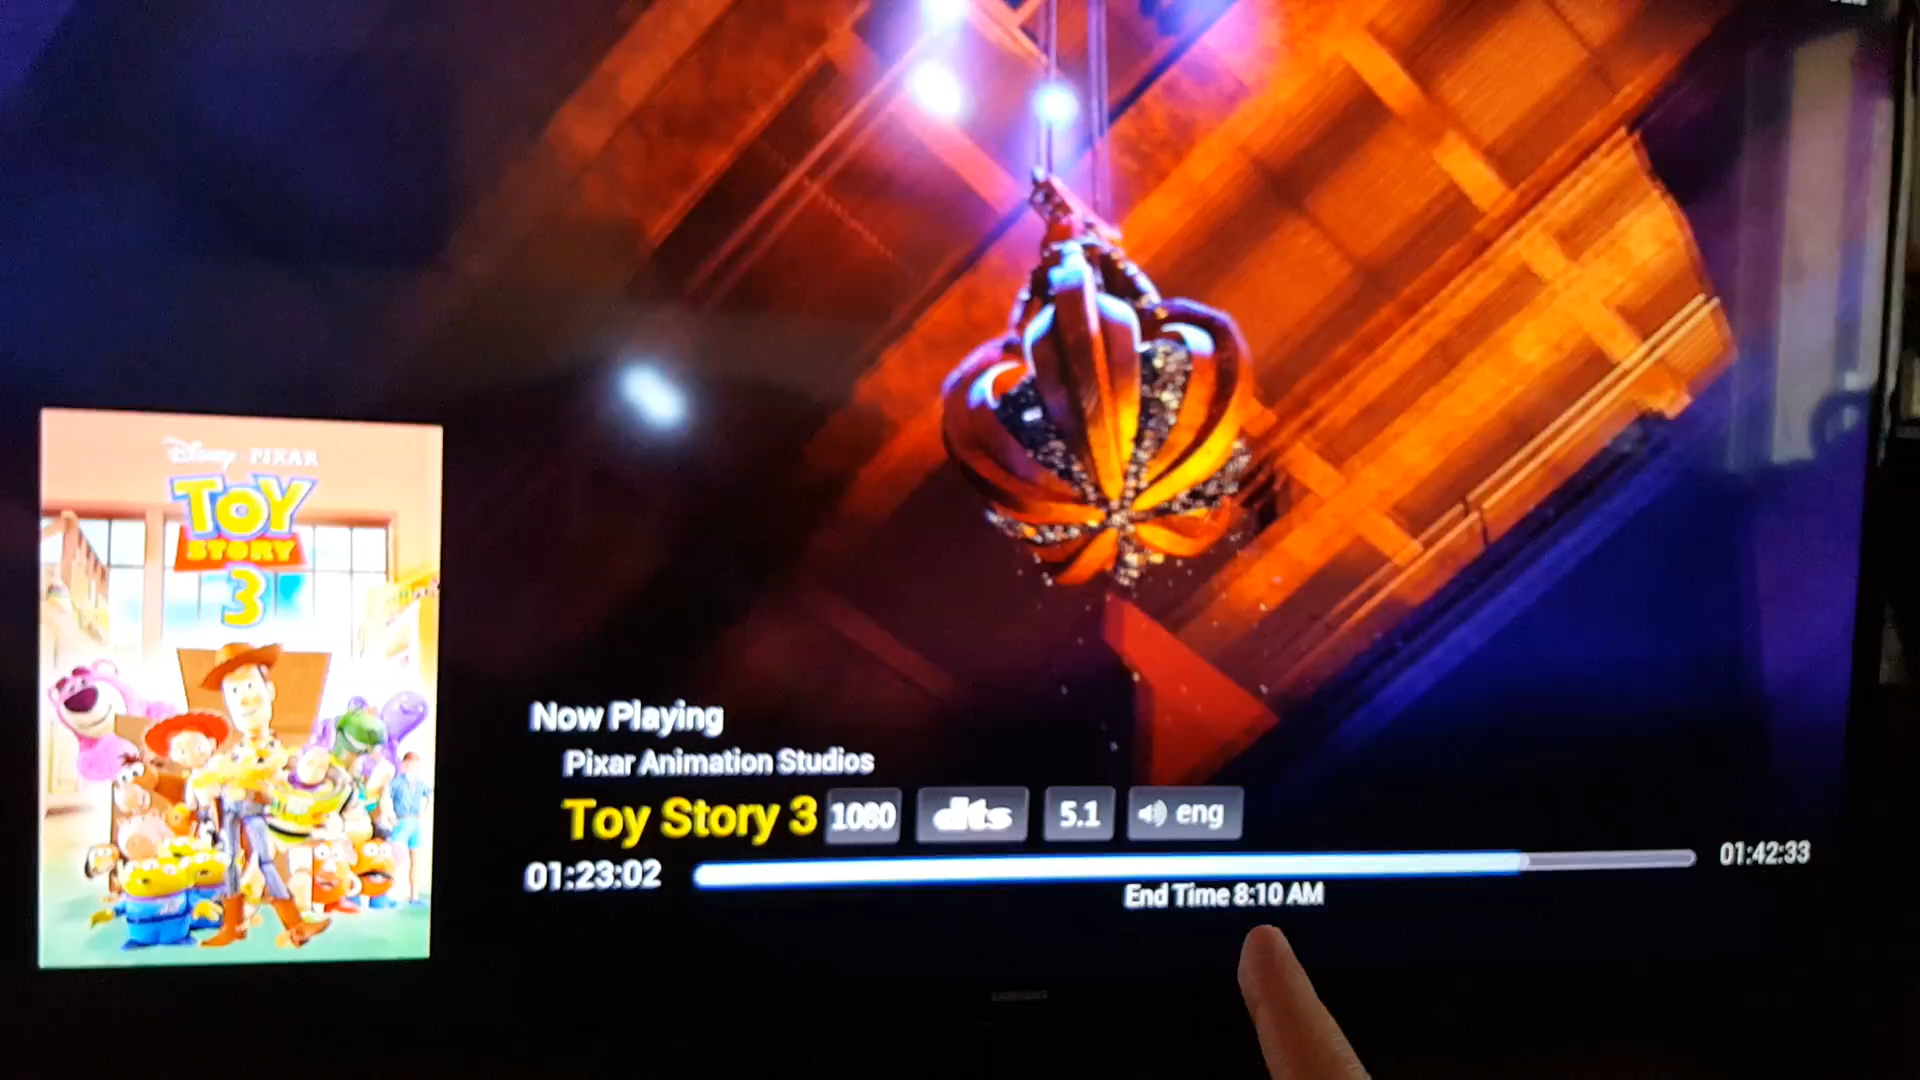 Disney · PIXAR
TOY
STORY
3
Now Playing
Pixar Animation Studios
Toy Story 3 1080 dts 5.1 eng
01:23:02 01:42:33
End Time 8:10 AM